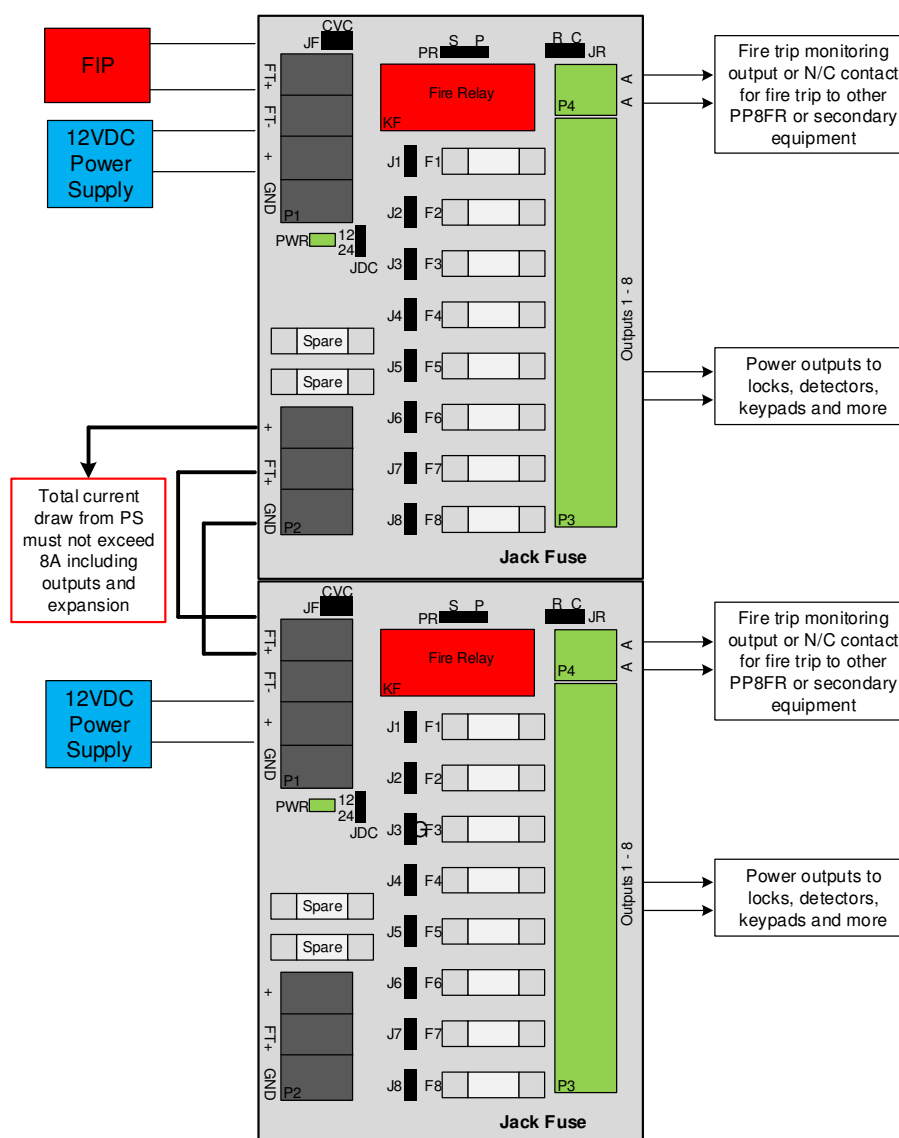 CVC
JF
S P
PR
R C
JR
FIP
FT+
FT-
+
GND
P1
12VDC
Power
Supply
Fire Relay
KF
P4
A
A
Fire trip monitoring
output or N/C contact
for fire trip to other
PP8FR or secondary
equipment
J1 F1
J2 F2
PWR
12
24
JDC
J3 F3
J4 F4
Spare
J5 F5
Spare
J6 F6
J7 F7
J8 F8
Outputs 1 - 8
Power outputs to
locks, detectors,
keypads and more
+
FT+
GND
P2
P3
Total current
draw from PS
must not exceed
8A including
outputs and
expansion
Jack Fuse
CVC
JF
S P
PR
R C
JR
FT+
FT-
+
GND
P1
12VDC
Power
Supply
Fire Relay
KF
P4
A
A
Fire trip monitoring
output or N/C contact
for fire trip to other
PP8FR or secondary
equipment
J1 F1
J2 F2
PWR
12
24
JDC
J3 GF3
J4 F4
Spare
J5 F5
Spare
J6 F6
J7 F7
J8 F8
Outputs 1 - 8
Power outputs to
locks, detectors,
keypads and more
+
FT+
GND
P2
P3
Jack Fuse